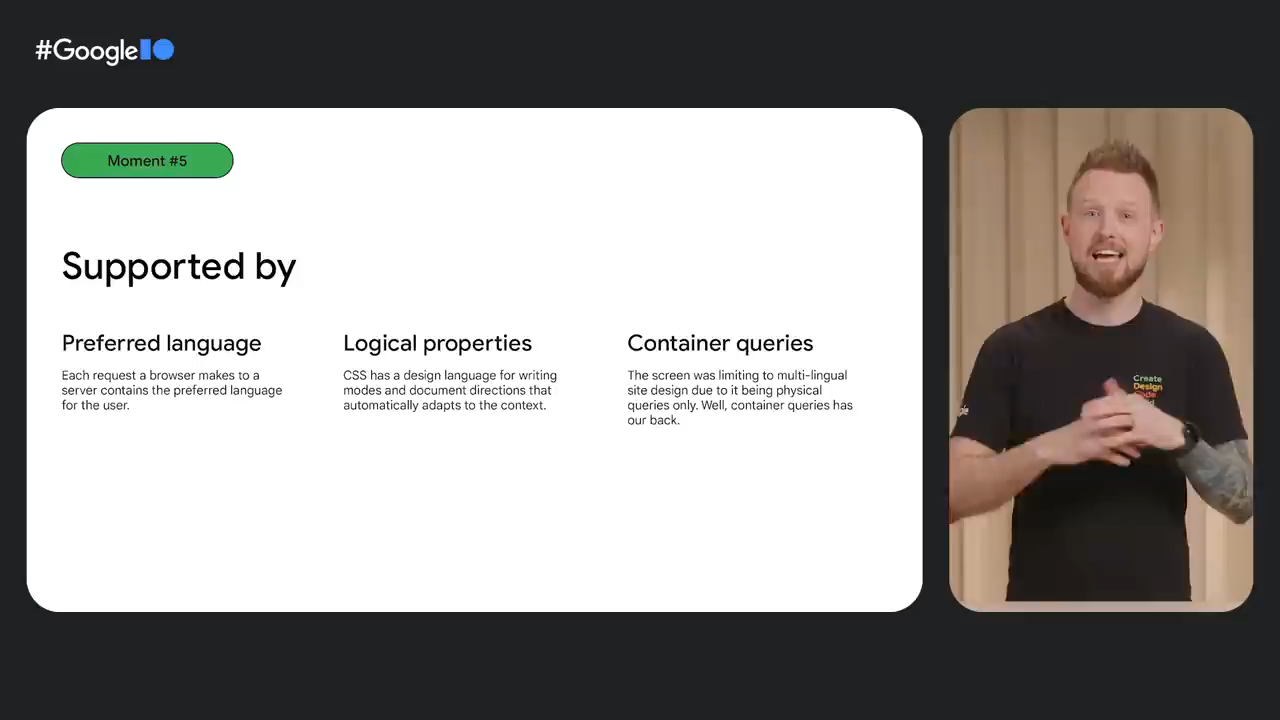 #Google IO
Moment #5
Supported by
Preferred language
Each request a browser makes to a
server contains the preferred language
for the user.
Logical properties
CSS has a design language for writing
modes and document directions that
automatically adapts to the context.
Container queries
The screen was limiting to multi-lingual
site design due to it being physical
queries only. Well, container queries has
our back.
Create
Design